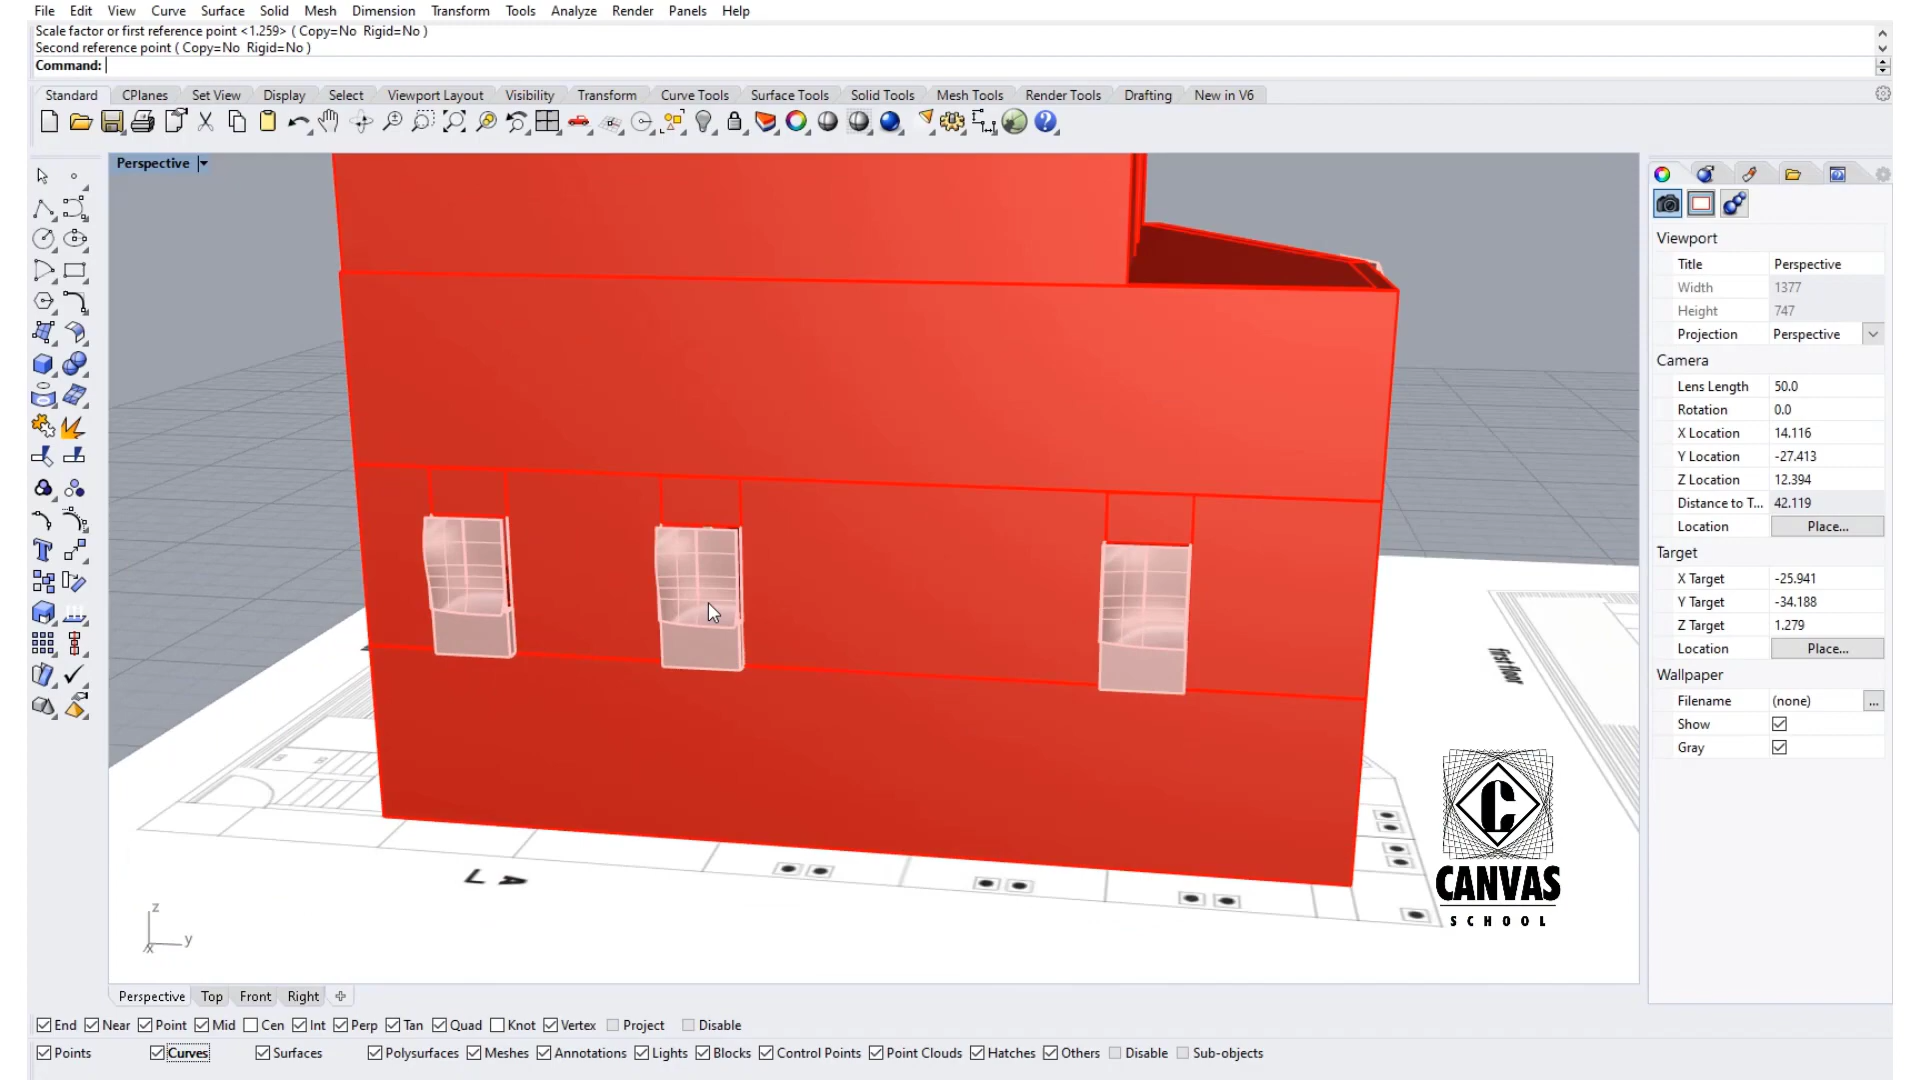 File Edit View Curve Surface Solid Mesh Dimension Transform Tools Analyze Render Panels Help
Scale factor or first reference point <1.259> ( Copy=No Rigid=No )
Second reference point ( Copy=No Rigid=No )
Command:
Standard CPlanes Set View Display Select Viewport Layout Visibility Transform Curve Tools Surface Tools Solid Tools Mesh Tools Render Tools Drafting New in V6
Perspective
Viewport
Title Perspective
Width 1377
Height 747
Projection Perspective
Camera
Lens Length 50.0
Rotation 0.0
X Location 14.116
Y Location -27.413
Z Location 12.394
Distance to T... 42.119
Location Place...
Target
X Target -25.941
Y Target -34.188
Z Target 1.279
Location Place...
Wallpaper
Filename (none) ...
Show
Gray
first floor
CANVAS
SCHOOL
z
y
x
Perspective Top Front Right
End Near Point Mid Cen Int Perp Tan Quad Knot Vertex Project Disable
Points Curves Surfaces Polysurfaces Meshes Annotations Lights Blocks Control Points Point Clouds Hatches Others Disable Sub-objects